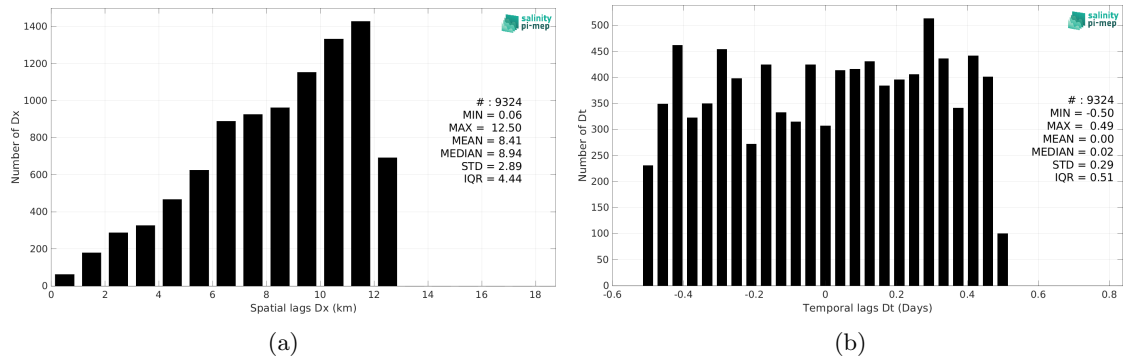 1400
1200
1000
800
600
400
200
0
Number of Dx
salinity
pi-mep
# : 9324
MIN = 0.06
MAX = 12.50
MEAN = 8.41
MEDIAN = 8.94
STD = 2.89
IQR = 4.44
0 2 4 6 8 10 12 14 16 18
Spatial lags Dx (km)
(a)
500
450
400
350
300
250
200
150
100
50
0
Number of Dt
salinity
pi-mep
# : 9324
MIN = -0.50
MAX = 0.49
MEAN = 0.00
MEDIAN = 0.02
STD = 0.29
IQR = 0.51
-0.6 -0.4 -0.2 0 0.2 0.4 0.6 0.8
Temporal lags Dt (Days)
(b)